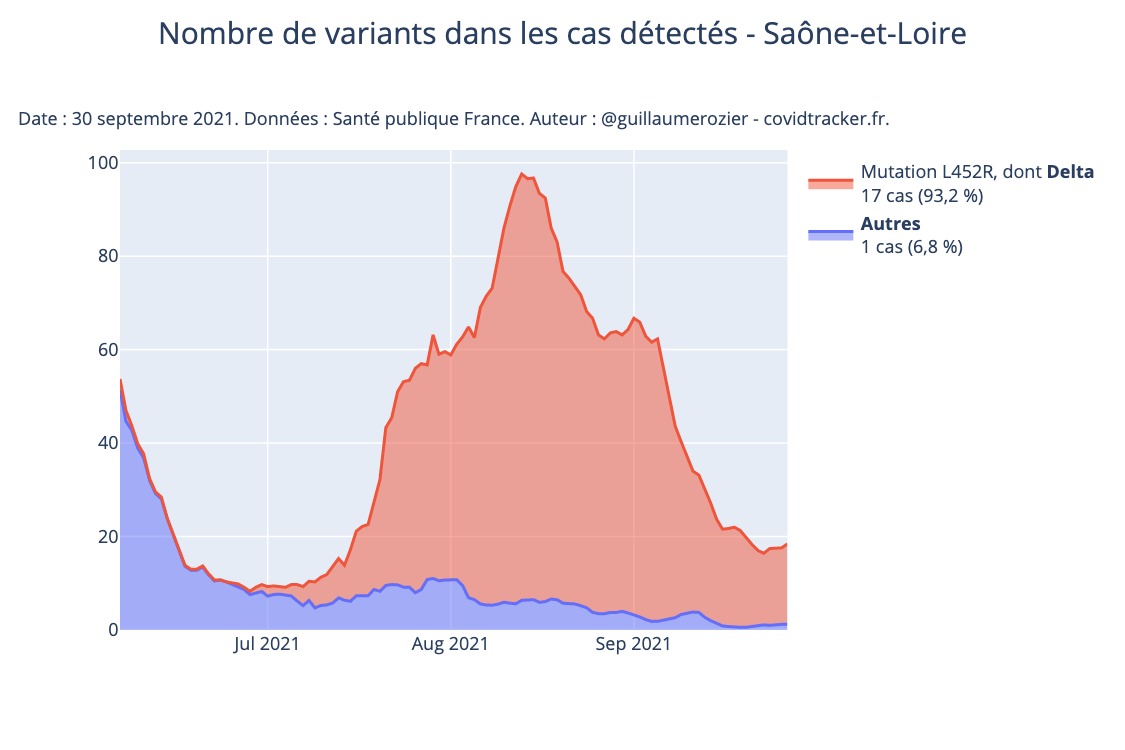 Nombre de variants dans les cas détectés - Saône-et-Loire
Date : 30 septembre 2021. Données : Santé publique France. Auteur : @guillaumerozier - covidtracker.fr.
100
80
60
40
20
0
Jul 2021
Aug 2021
Sep 2021
Mutation L452R, dont Delta
17 cas (93,2 %)
Autres
1 cas (6,8 %)